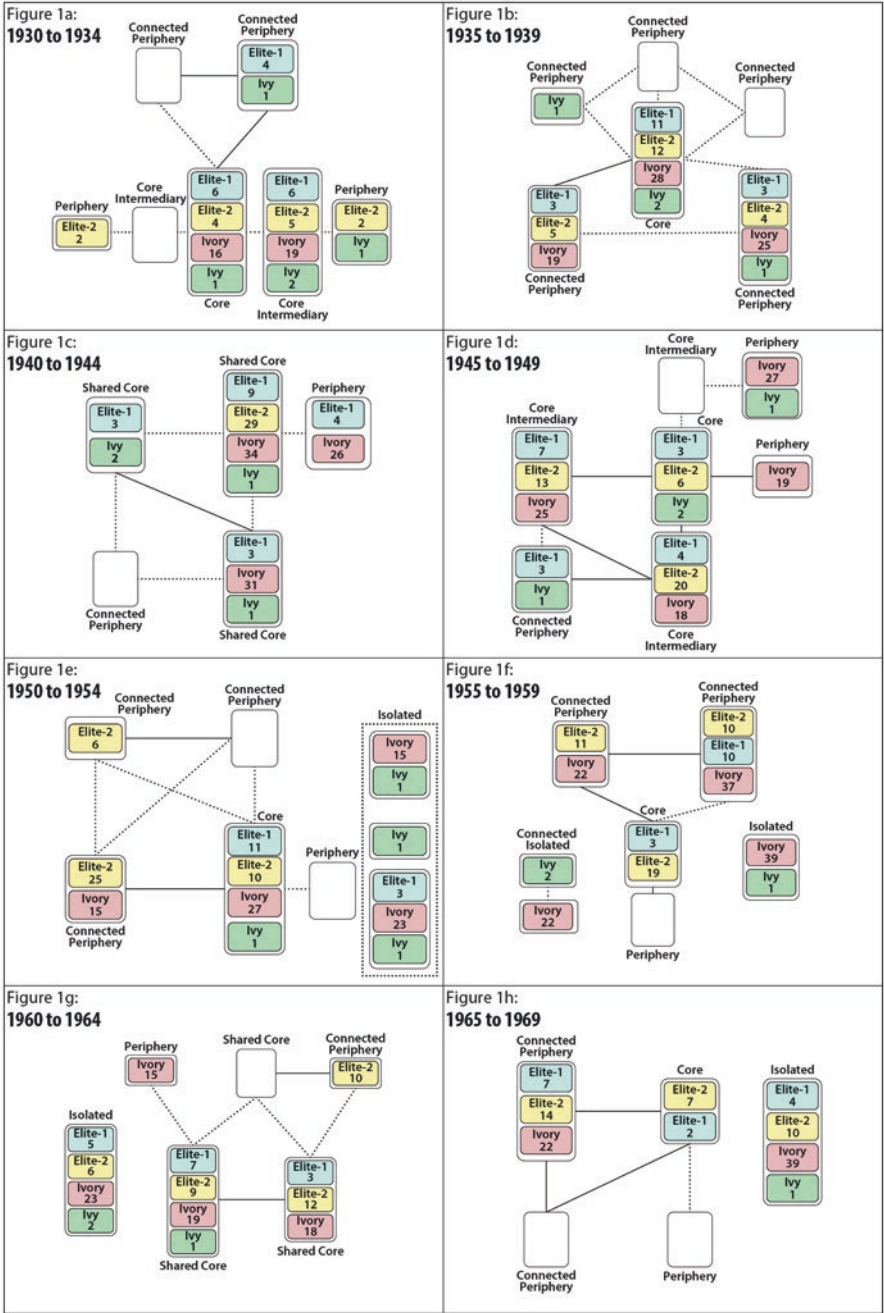 Figure 1a:
1930 to 1934
Connected
Periphery
Connected
Periphery
Elite-1
4
Ivy
1
Periphery
Elite-2
2
Core
Intermediary
Elite-1
6
Elite-2
4
Ivory
16
Ivy
1
Core
Elite-1
6
Elite-2
5
Ivory
19
Ivy
2
Core
Intermediary
Periphery
Elite-2
2
Ivy
1
Figure 1b:
1935 to 1939
Connected
Periphery
Connected
Periphery
Ivy
1
Connected
Periphery
Elite-1
11
Elite-2
12
Ivory
28
Ivy
2
Core
Elite-1
3
Elite-2
5
Ivory
19
Connected
Periphery
Elite-1
3
Elite-2
4
Ivory
25
Ivy
1
Connected
Periphery
Figure 1c:
1940 to 1944
Shared Core
Elite-1
3
Ivy
2
Shared Core
Elite-1
9
Elite-2
29
Ivory
34
Ivy
1
Periphery
Elite-1
4
Ivory
26
Connected
Periphery
Elite-1
3
Ivory
31
Ivy
1
Shared Core
Figure 1d:
1945 to 1949
Core
Intermediary
Periphery
Ivory
27
Ivy
1
Core
Intermediary
Elite-1
7
Elite-2
13
Ivory
25
Core
Elite-1
3
Elite-2
6
Ivy
2
Periphery
Ivory
19
Elite-1
3
Ivy
1
Connected
Periphery
Elite-1
4
Elite-2
20
Ivory
18
Core
Intermediary
Figure 1e:
1950 to 1954
Connected
Periphery
Elite-2
6
Connected
Periphery
Isolated
Ivory
15
Ivy
1
Ivy
1
Elite-1
3
Ivory
23
Ivy
1
Elite-2
25
Ivory
15
Connected
Periphery
Core
Elite-1
11
Elite-2
10
Ivory
27
Ivy
1
Periphery
Figure 1f:
1955 to 1959
Connected
Periphery
Elite-2
11
Ivory
22
Connected
Periphery
Elite-2
10
Elite-1
10
Ivory
37
Connected
Isolated
Ivy
2
Ivory
22
Core
Elite-1
3
Elite-2
19
Periphery
Isolated
Ivory
39
Ivy
1
Figure 1g:
1960 to 1964
Periphery
Ivory
15
Shared Core
Connected
Periphery
Elite-2
10
Isolated
Elite-1
5
Elite-2
6
Ivory
23
Ivy
2
Elite-1
7
Elite-2
9
Ivory
19
Ivy
1
Shared Core
Elite-1
3
Elite-2
12
Ivory
18
Shared Core
Figure 1h:
1965 to 1969
Connected
Periphery
Elite-1
7
Elite-2
14
Ivory
22
Core
Elite-2
7
Elite-1
2
Isolated
Elite-1
4
Elite-2
10
Ivory
39
Ivy
1
Connected
Periphery
Periphery